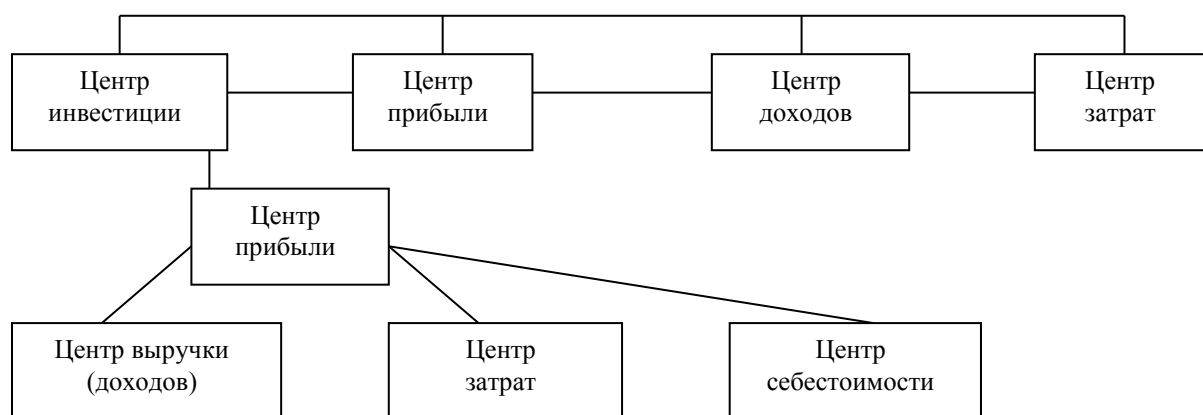 Центр
инвестиции
Центр
прибыли
Центр
доходов
Центр
затрат
Центр
прибыли
Центр выручки
(доходов)
Центр
затрат
Центр
себестоимости